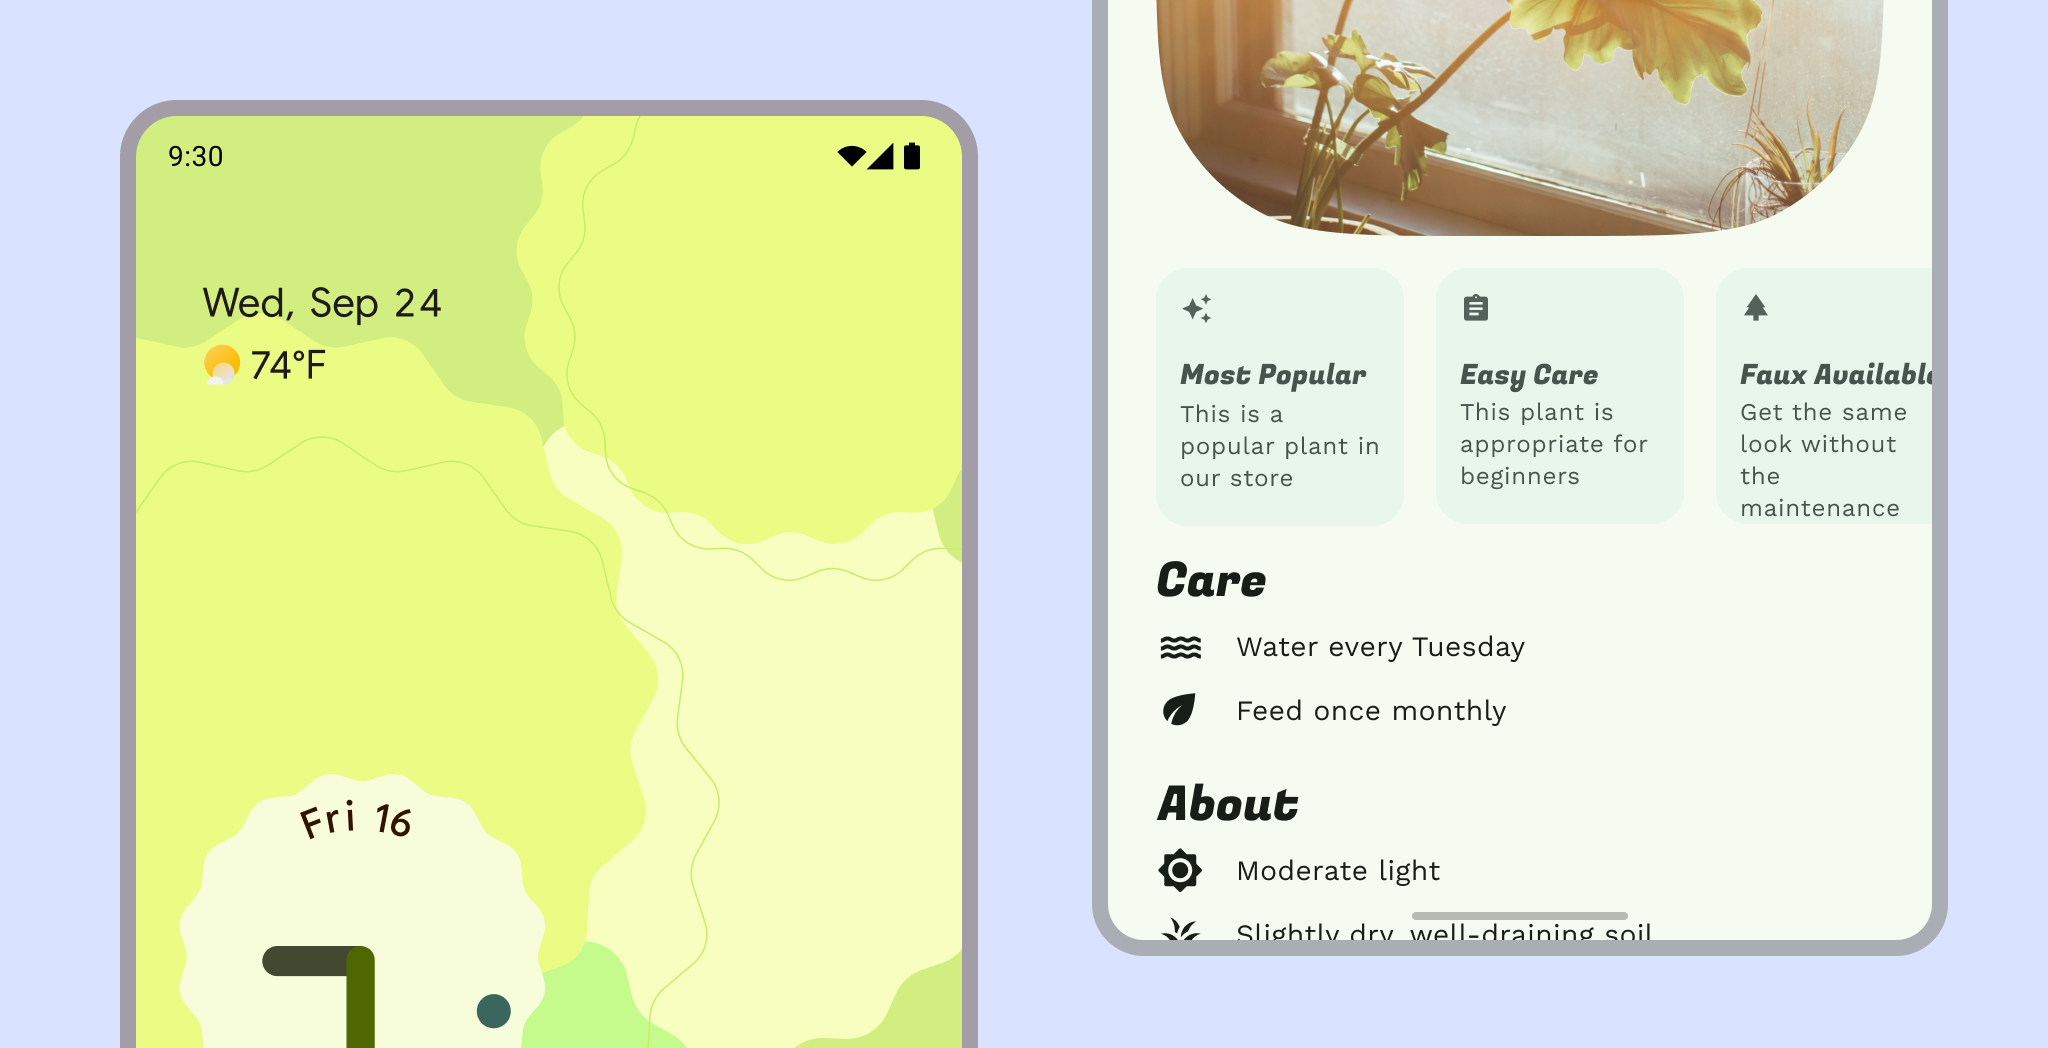 9:30
Wed, Sep 24
74°F
Fri 16
Most Popular
This is a
popular plant in
our store
Easy Care
This plant is
appropriate for
beginners
Faux Available
Get the same
look without
the
maintenance
Care
Water every Tuesday
Feed once monthly
About
Moderate light
Slightly dry, well-draining soil